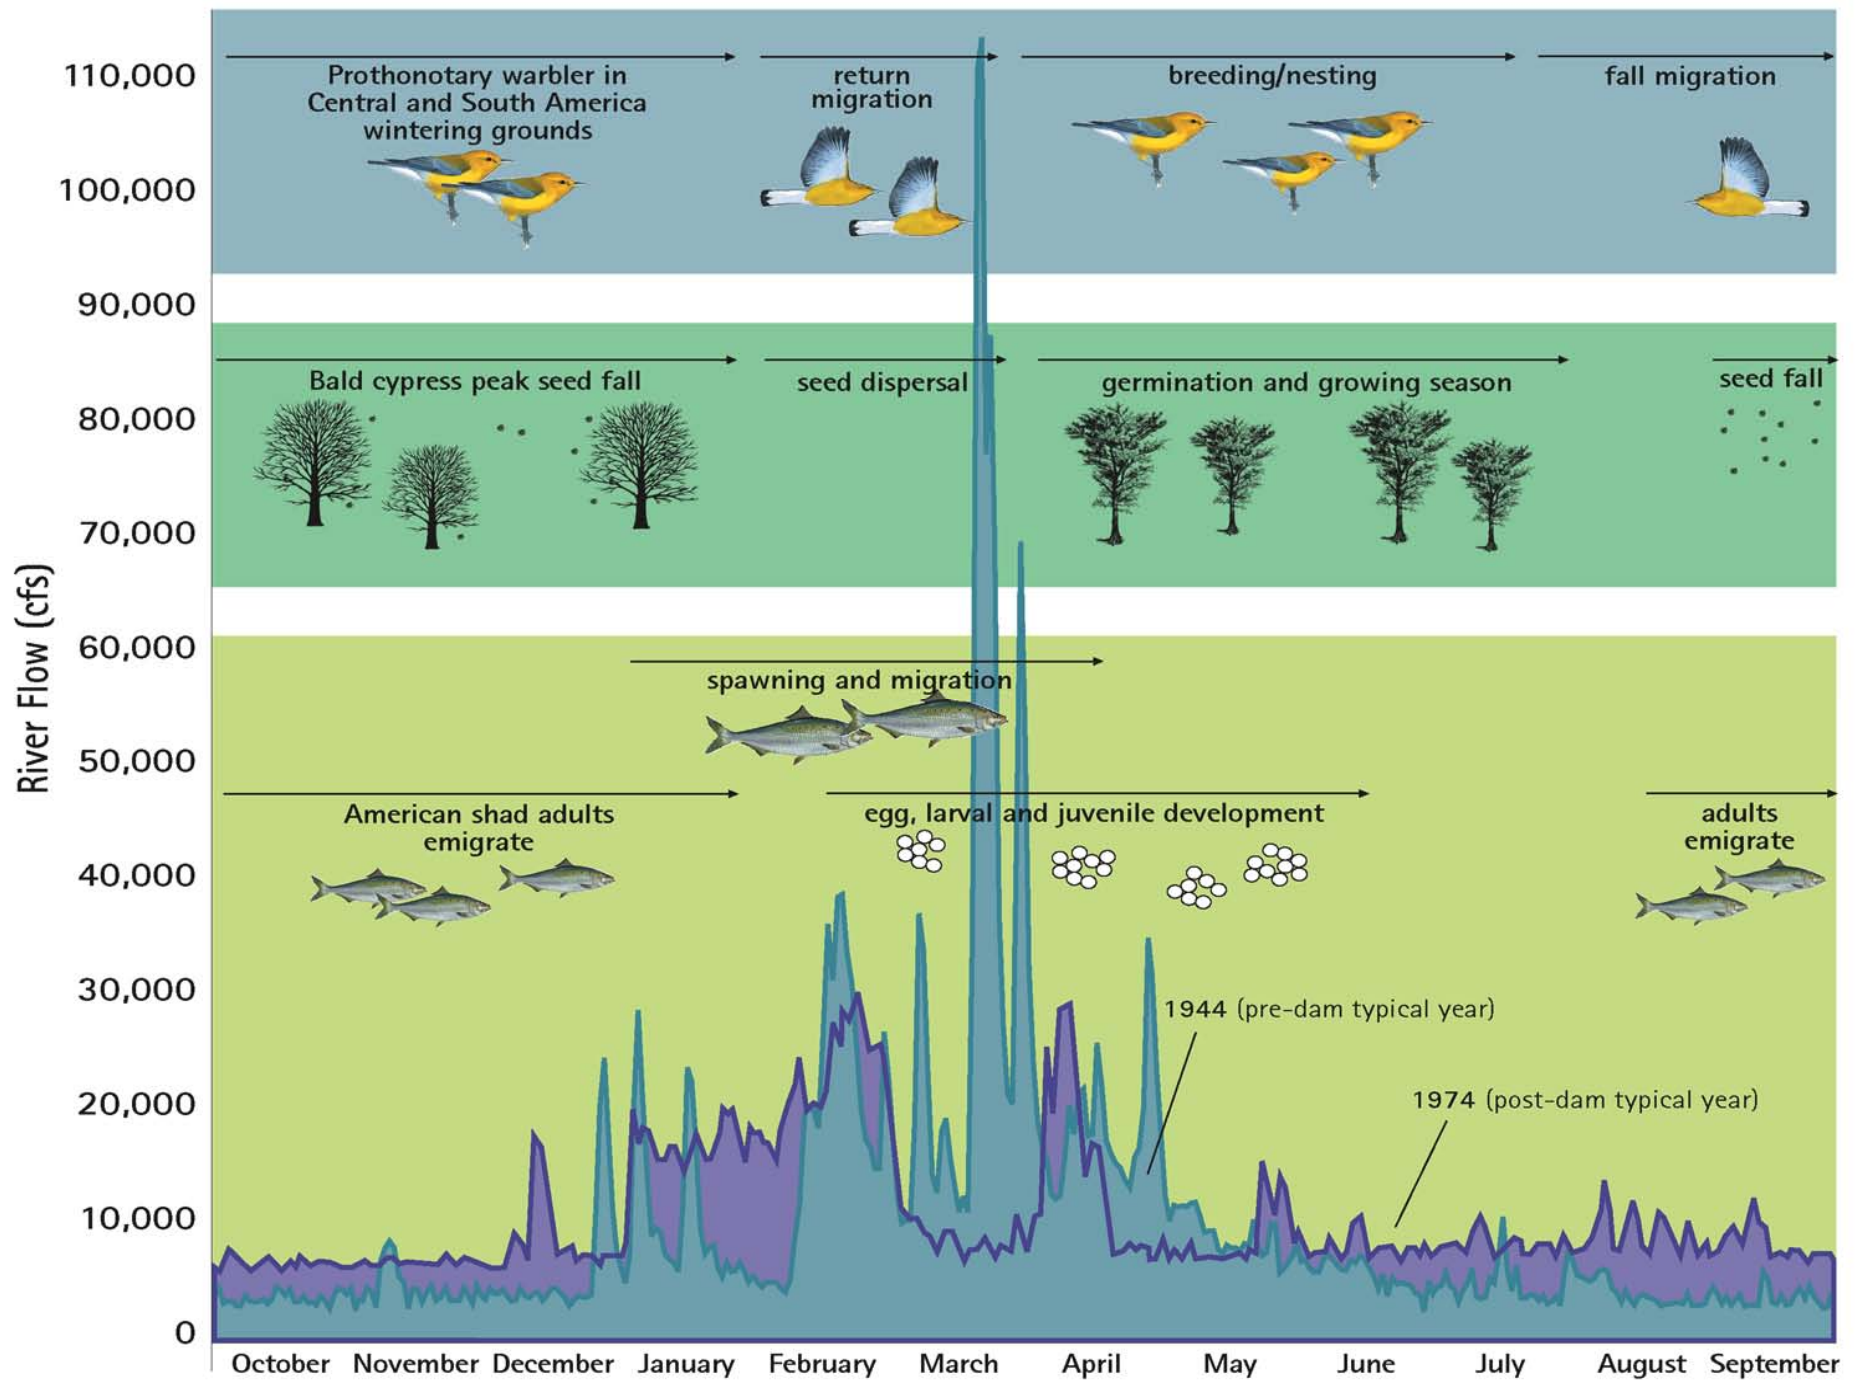 110,000
100,000
90,000
80,000
70,000
60,000
50,000
40,000
30,000
20,000
10,000
0
River Flow (cfs)
Prothonotary warbler in
Central and South America
wintering grounds
return
migration
breeding/nesting
fall migration
Bald cypress peak seed fall
seed dispersal
germination and growing season
seed fall
spawning and migration
American shad adults
emigrate
egg, larval and juvenile development
adults
emigrate
1944 (pre-dam typical year)
1974 (post-dam typical year)
October November December January February March April May June July August September